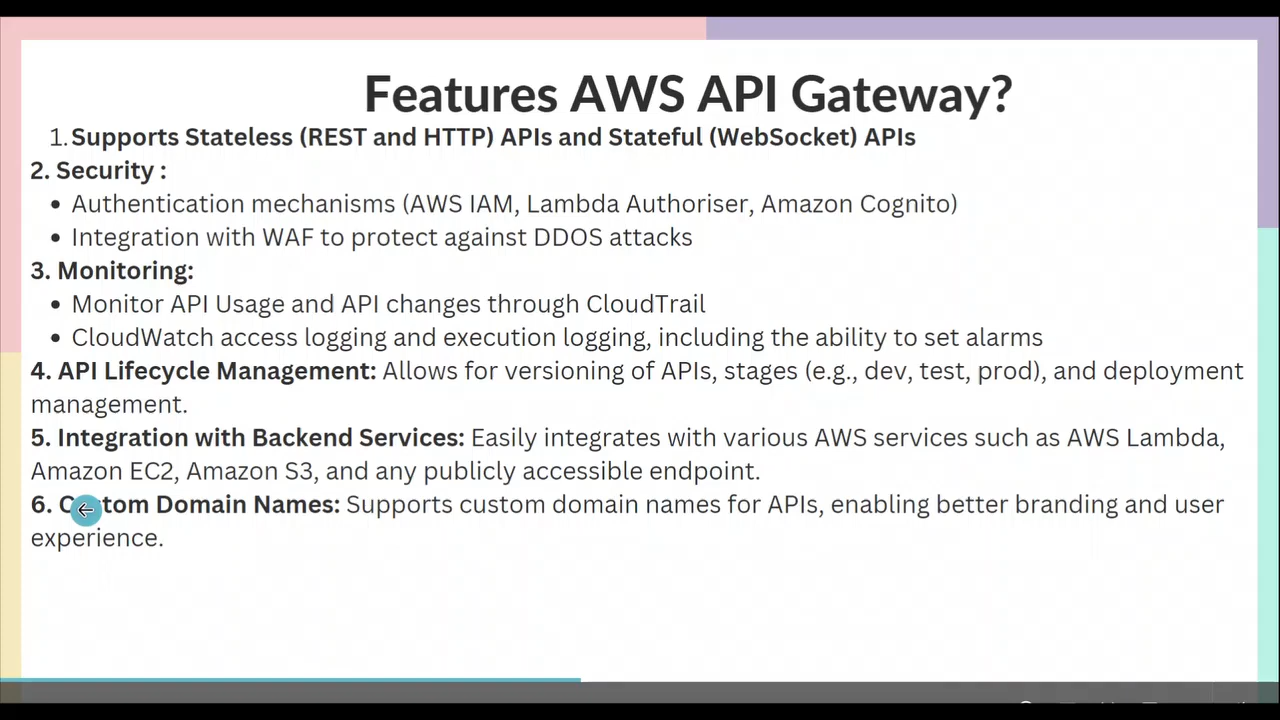 Features AWS API Gateway?
1. Supports Stateless (REST and HTTP) APIs and Stateful (WebSocket) APIs
2. Security :
• Authentication mechanisms (AWS IAM, Lambda Authoriser, Amazon Cognito)
• Integration with WAF to protect against DDOS attacks
3. Monitoring:
• Monitor API Usage and API changes through CloudTrail
• CloudWatch access logging and execution logging, including the ability to set alarms
4. API Lifecycle Management: Allows for versioning of APIs, stages (e.g., dev, test, prod), and deployment
management.
5. Integration with Backend Services: Easily integrates with various AWS services such as AWS Lambda,
Amazon EC2, Amazon S3, and any publicly accessible endpoint.
6. Custom Domain Names: Supports custom domain names for APIs, enabling better branding and user
experience.